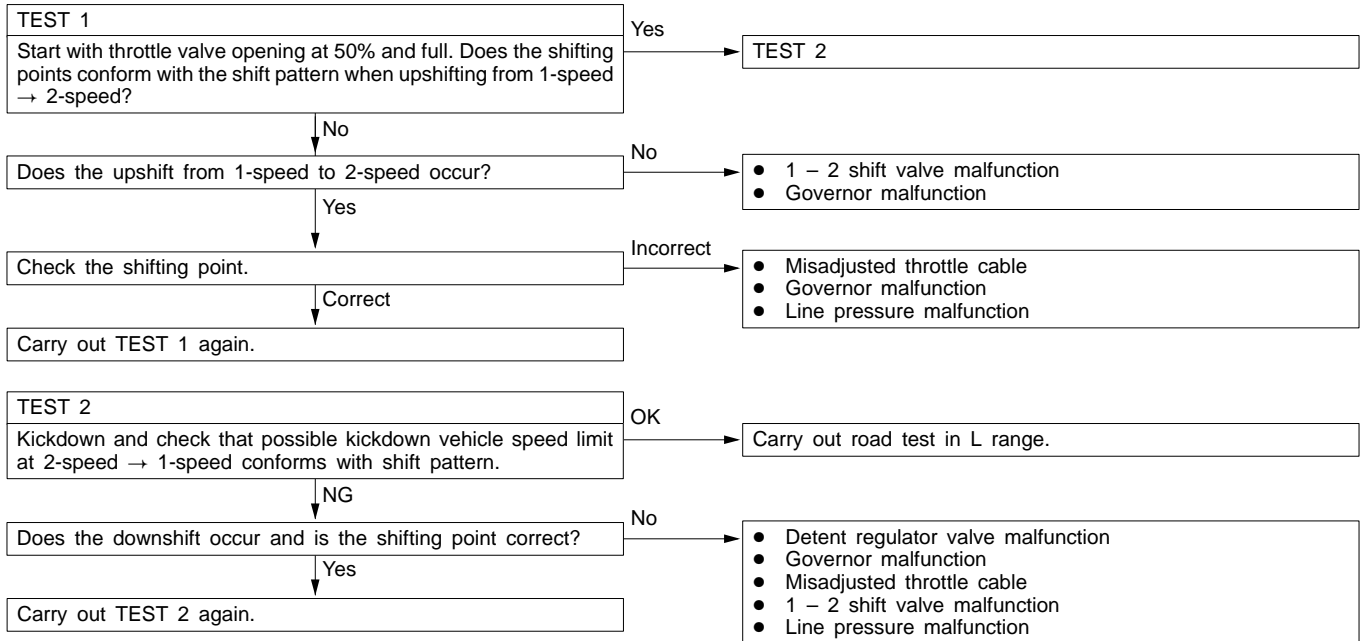 TEST 1
Start with throttle valve opening at 50% and full. Does the shifting
points conform with the shift pattern when upshifting from 1-speed
→ 2-speed?
Yes
TEST 2
No
Does the upshift from 1-speed to 2-speed occur?
No
● 1 – 2 shift valve malfunction
● Governor malfunction
Yes
Check the shifting point.
Incorrect
● Misadjusted throttle cable
● Governor malfunction
● Line pressure malfunction
Correct
Carry out TEST 1 again.
TEST 2
Kickdown and check that possible kickdown vehicle speed limit
at 2-speed → 1-speed conforms with shift pattern.
OK
Carry out road test in L range.
NG
Does the downshift occur and is the shifting point correct?
No
● Detent regulator valve malfunction
● Governor malfunction
● Misadjusted throttle cable
● 1 – 2 shift valve malfunction
● Line pressure malfunction
Yes
Carry out TEST 2 again.